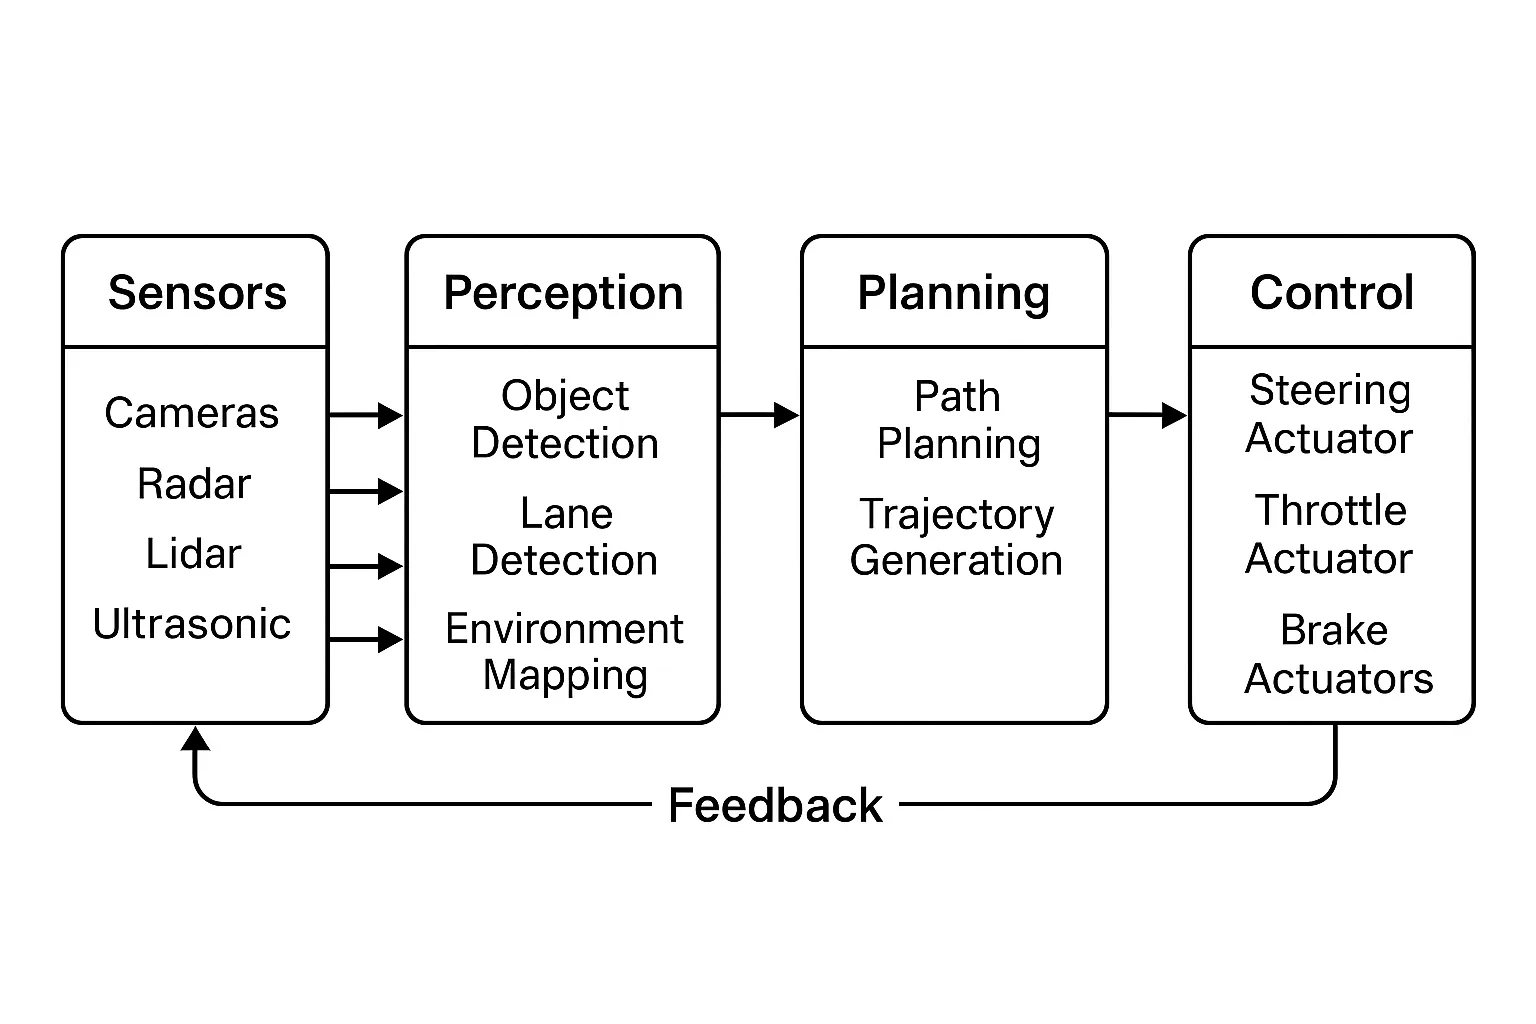 Sensors
Cameras
Radar
Lidar
Ultrasonic
Perception
Object
Detection
Lane
Detection
Environment
Mapping
Planning
Path
Planning
Trajectory
Generation
Control
Steering
Actuator
Throttle
Actuator
Brake
Actuators
Feedback